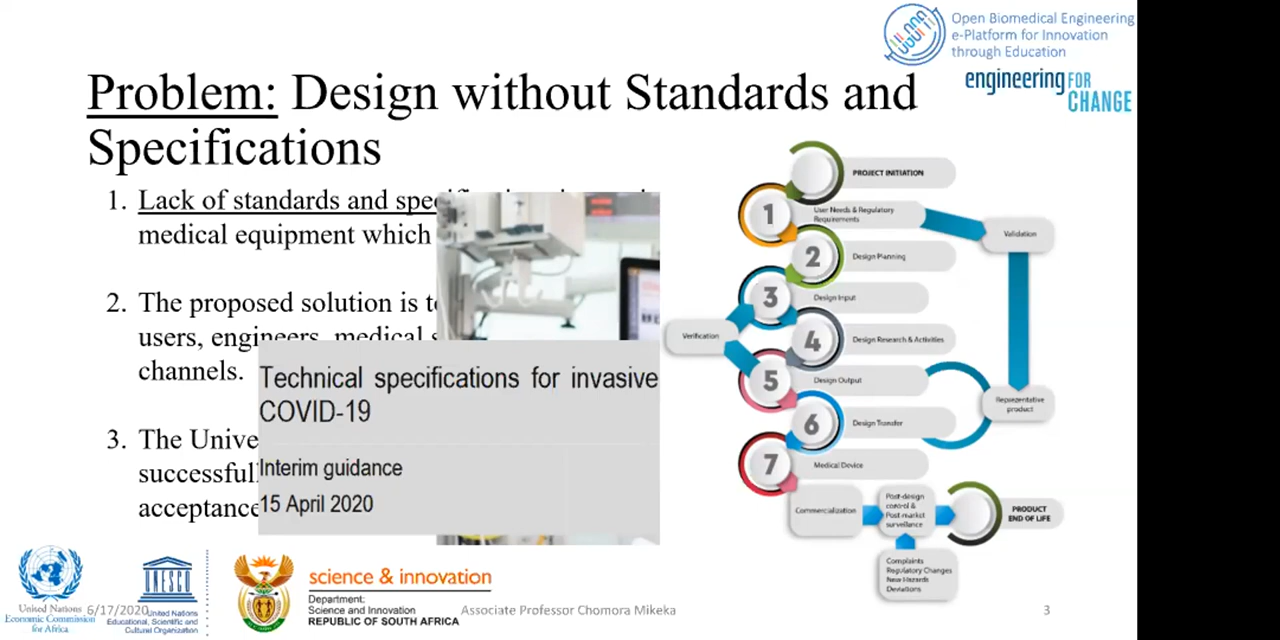 Open Biomedical Engineering
e-Platform for Innovation
through Education
engineering FOR
CHANGE
Problem: Design without Standards and
Specifications
1. Lack of standards and
medical equipment which
2. The proposed solution is
users, engineers, medical
channels.
3. The
acceptance
Technical specifications for invasive
COVID-19
Interim guidance
15 April 2020
PROJECT INITIATION
1 User Needs & Regulatory
Requirements
Validation
2 Design Planning
3 Design Input
Verification
4 Design Research & Activities
5 Design Output
Representative
product
6 Design Transfer
7 Medical Device
Commercialization
Post-design
control &
Post-market
surveillance
PRODUCT
END OF LIFE
Complaints
Regulatory Changes
New Hazards
Deviations
United Nations
Economic Commission
for Africa
6/17/2020
UNESCO
United Nations
Educational, Scientific and
Cultural Organization
science & innovation
Department:
Science and Innovation
REPUBLIC OF SOUTH AFRICA
Associate Professor Chomora Mikeka
3